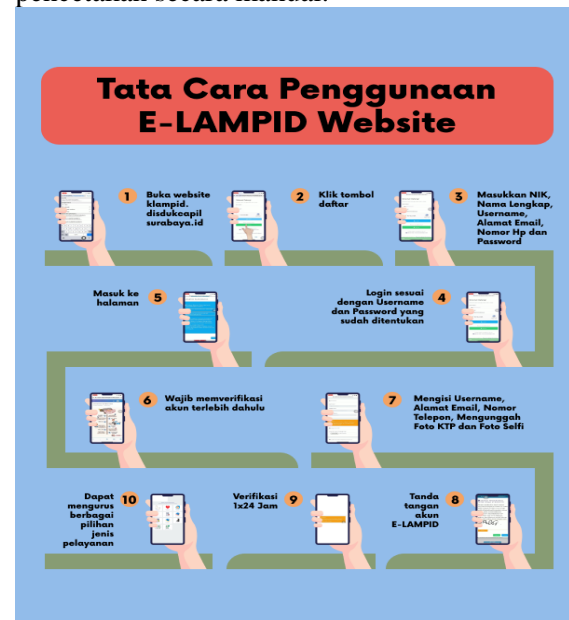 pencetakan secara manual.
Tata Cara Penggunaan
E-LAMPID Website
1
Buka website
klampid.
disdukcapil
surabaya.id
2
Klik tombol
daftar
3
Masukkan NIK,
Nama Lengkap,
Username,
Alamat Email,
Nomor Hp dan
Password
4
Login sesuai
dengan Username
dan Password yang
sudah ditentukan
5
Masuk ke
halaman
6
Wajib memverifikasi
akun terlebih dahulu
7
Mengisi Username,
Alamat Email, Nomor
Telepon, Mengunggah
Foto KTP dan Foto Selfi
8
Tanda
tangan
akun
E-LAMPID
9
Verifikasi
1x24 Jam
10
Dapat
mengurus
berbagai
pilihan
jenis
pelayanan